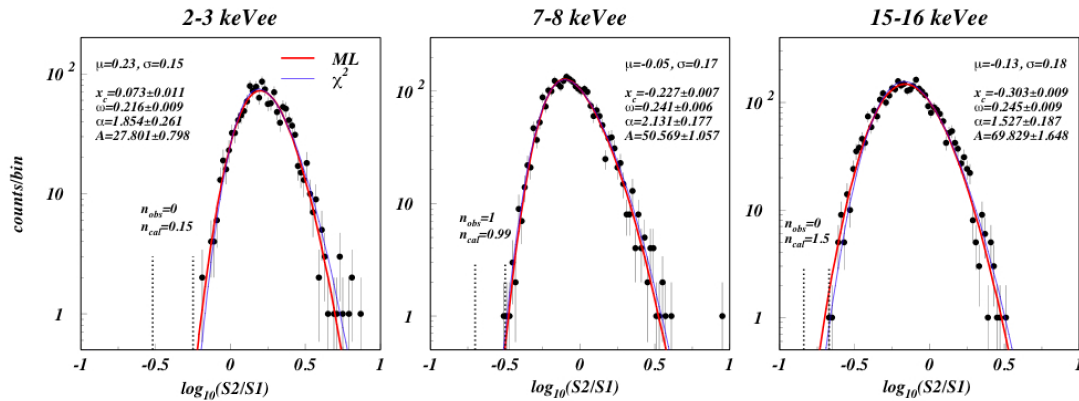 2-3 keVee
7-8 keVee
15-16 keVee
counts/bin
10²
10
1
μ=0.23, σ=0.15
x_c=0.073±0.011
ω=0.216±0.009
α=1.854±0.261
A=27.801±0.798
ML
χ²
n_obs=0
n_cal=0.15
-1 -0.5 0 0.5 1
log₁₀(S2/S1)
10²
10
1
μ=-0.05, σ=0.17
x_c=-0.227±0.007
ω=0.241±0.006
α=2.131±0.177
A=50.569±1.057
n_obs=1
n_cal=0.99
-1 -0.5 0 0.5 1
log₁₀(S2/S1)
10²
10
1
μ=-0.13, σ=0.18
x_c=-0.303±0.009
ω=0.245±0.009
α=1.527±0.187
A=69.829±1.648
n_obs=0
n_cal=1.5
-1 -0.5 0 0.5 1
log₁₀(S2/S1)